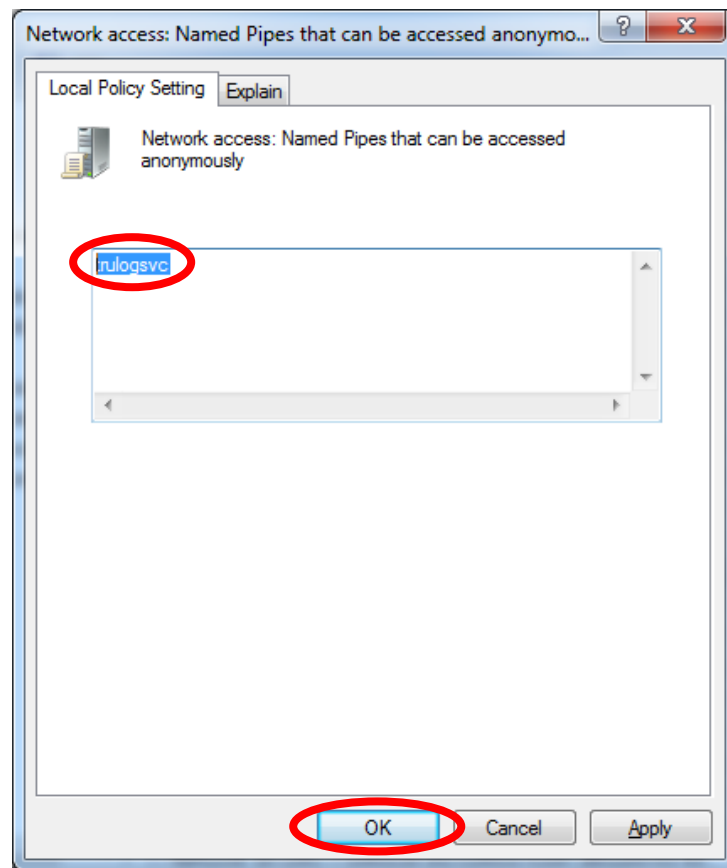 Network access: Named Pipes that can be accessed anonymo...
Local Policy Setting
Explain
Network access: Named Pipes that can be accessed
anonymously
trulogsvc
OK
Cancel
Apply